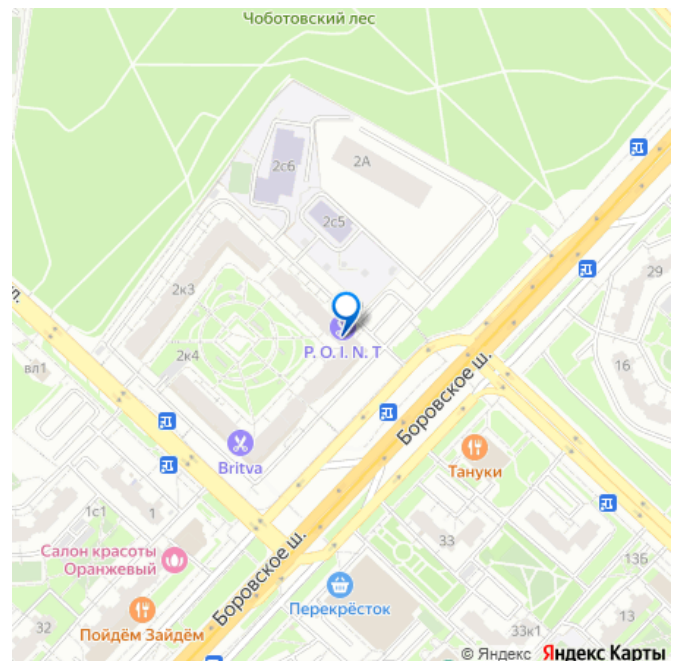 Чоботовский лес
2с6
2А
2с5
29
2к3
л.
P. O. I. N. T
2к4
вл1
16
Боровское ш.
Britva
Тануки
1с1
1
33
Салон красоты
Оранжевый
13Б
Боровское ш.
Перекрёсток
32
Пойдём Зайдём
13
33к1
© Яндекс Яндекс Карты